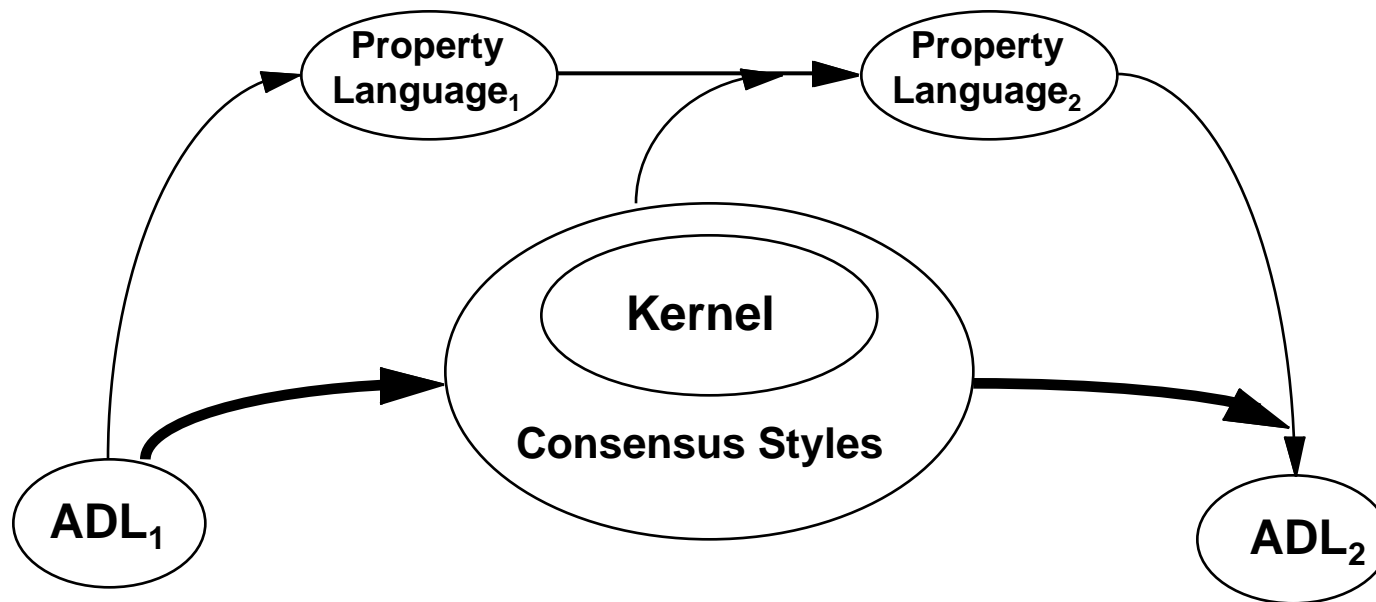 Property
Language₁
Property
Language₂
Kernel
Consensus Styles
ADL₁
ADL₂